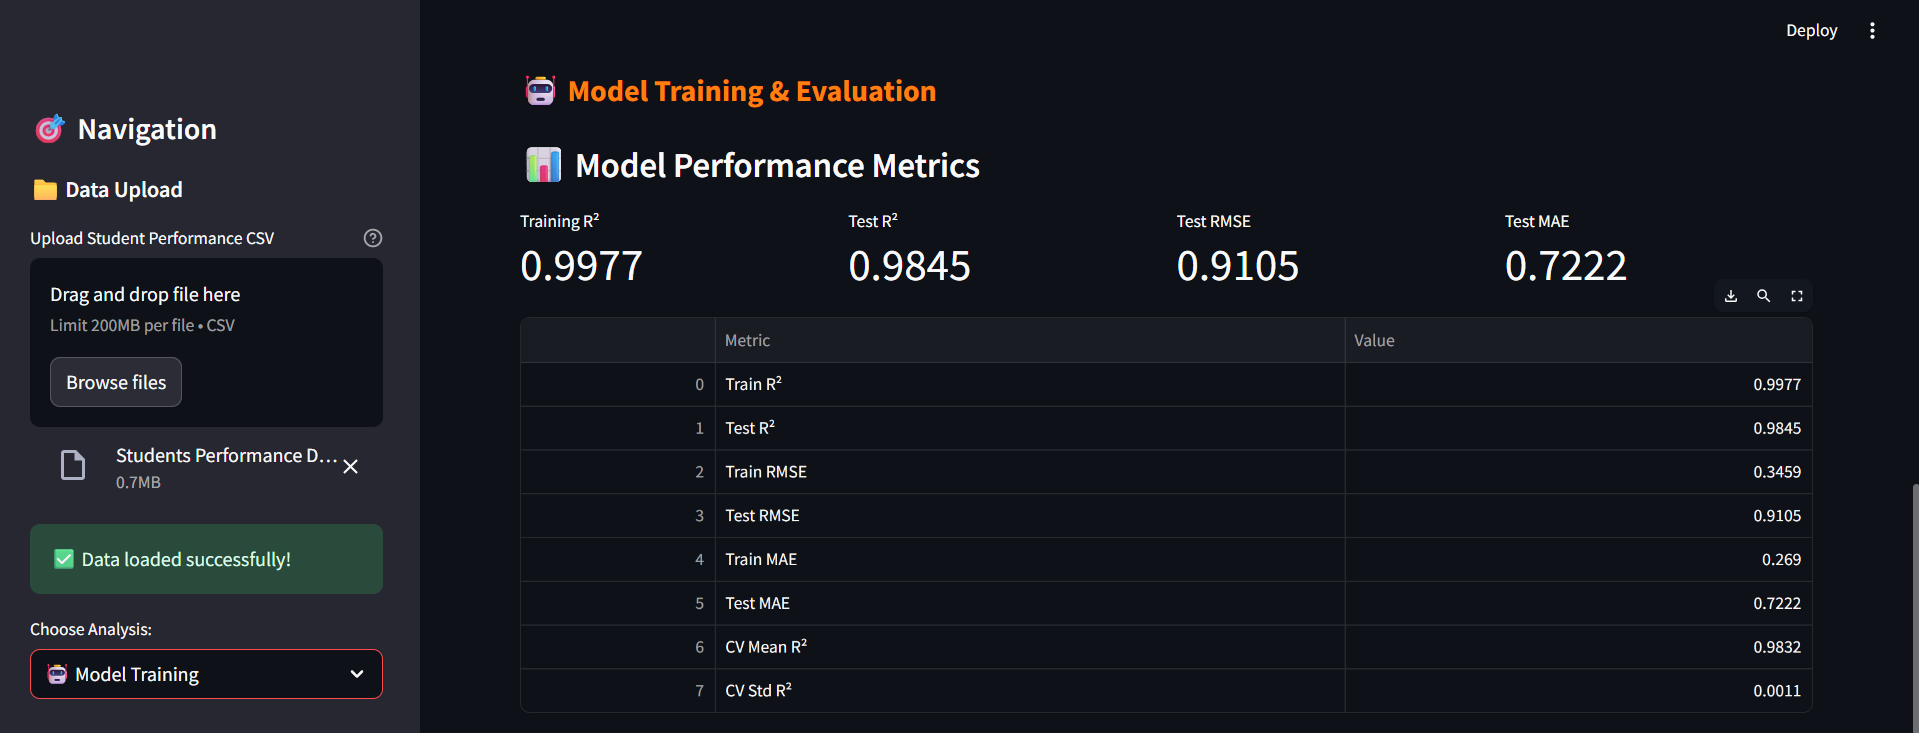 Deploy
Navigation
Data Upload
Upload Student Performance CSV
Drag and drop file here
Limit 200MB per file • CSV
Browse files
Students Performance D...
0.7MB
Data loaded successfully!
Choose Analysis:
Model Training
Model Training & Evaluation
Model Performance Metrics
Training R²
0.9977
Test R²
0.9845
Test RMSE
0.9105
Test MAE
0.7222
Metric Value
0 Train R² 0.9977
1 Test R² 0.9845
2 Train RMSE 0.3459
3 Test RMSE 0.9105
4 Train MAE 0.269
5 Test MAE 0.7222
6 CV Mean R² 0.9832
7 CV Std R² 0.0011